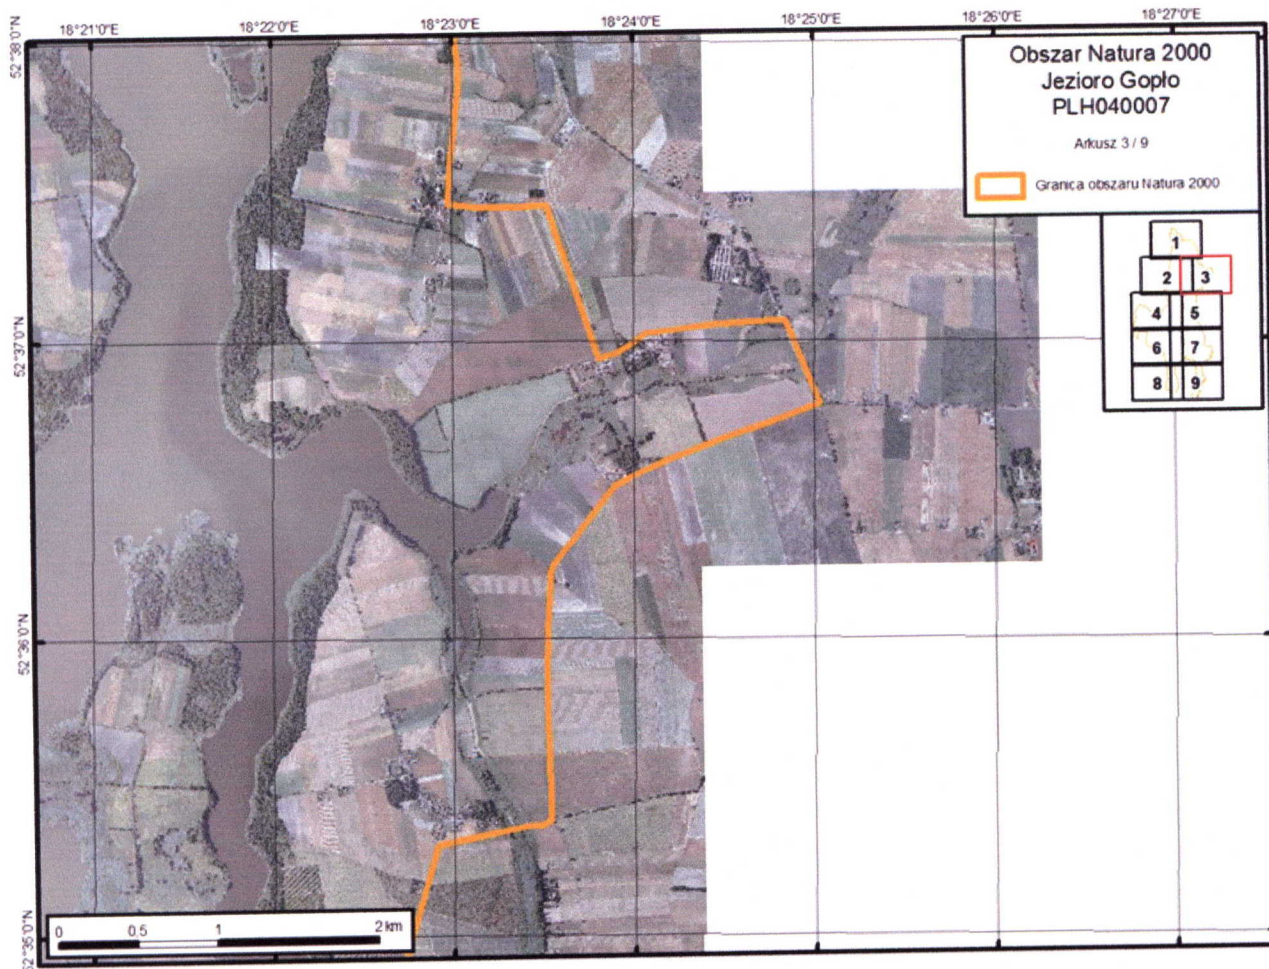 18°21'0"E 18°22'0"E 18°23'0"E 18°24'0"E 18°25'0"E 18°26'0"E 18°27'0"E
52°38'0"N
52°37'0"N
52°36'0"N
52°35'0"N
Obszar Natura 2000
Jezioro Gopło
PLH040007
Arkusz 3 / 9
Granica obszaru Natura 2000
1
2 3
4 5
6 7
8 9
0 0.5 1 2 km